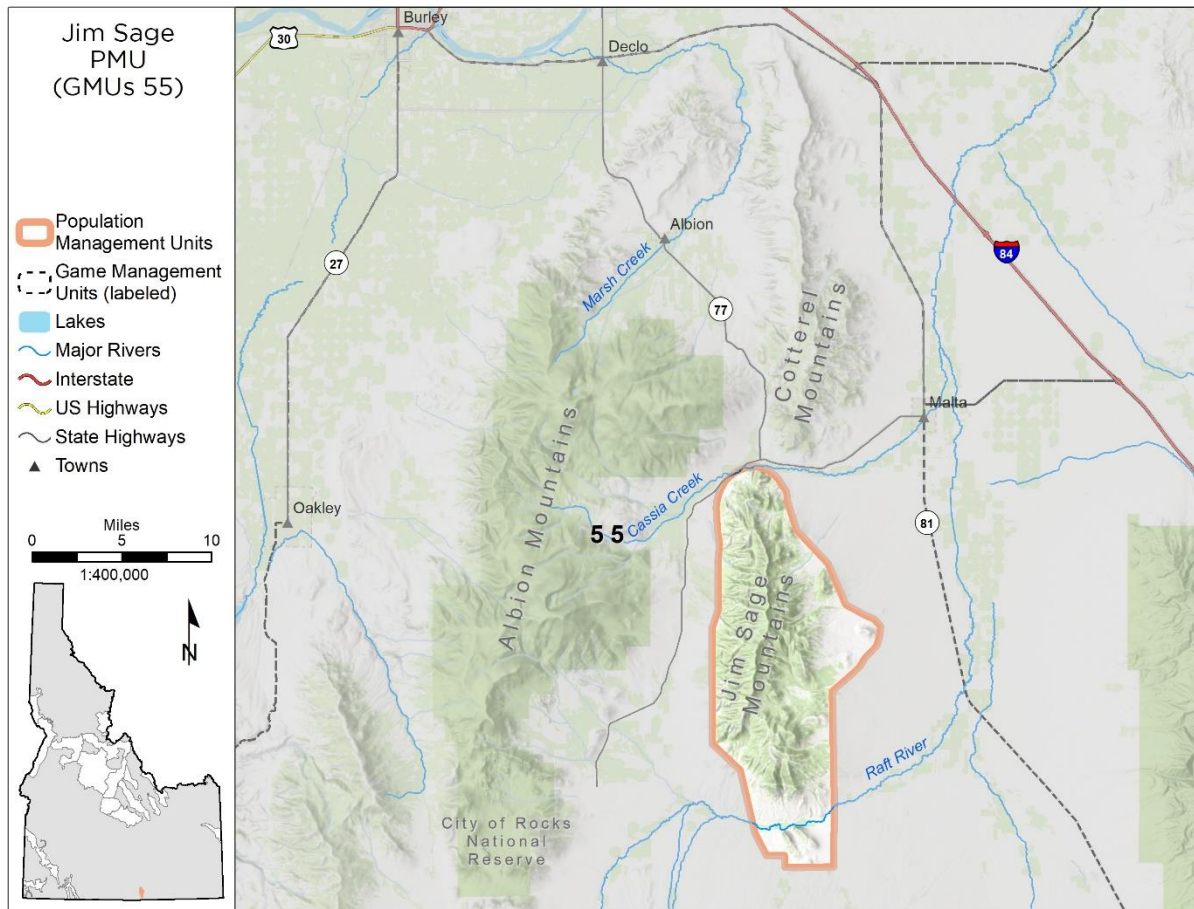 Jim Sage
PMU
(GMUs 55)
Population
Management Units
Game Management
Units (labeled)
Lakes
Major Rivers
Interstate
US Highways
State Highways
Towns
Miles
0 5 10
1:400,000
N
Burley
30
Declo
Albion
Marsh Creek
27
84
77
Cotterel
Mountains
Malta
Albion Mountains
Cassia Creek
Oakley
55
81
Jim Sage
Mountains
Raft River
City of Rocks
National
Reserve